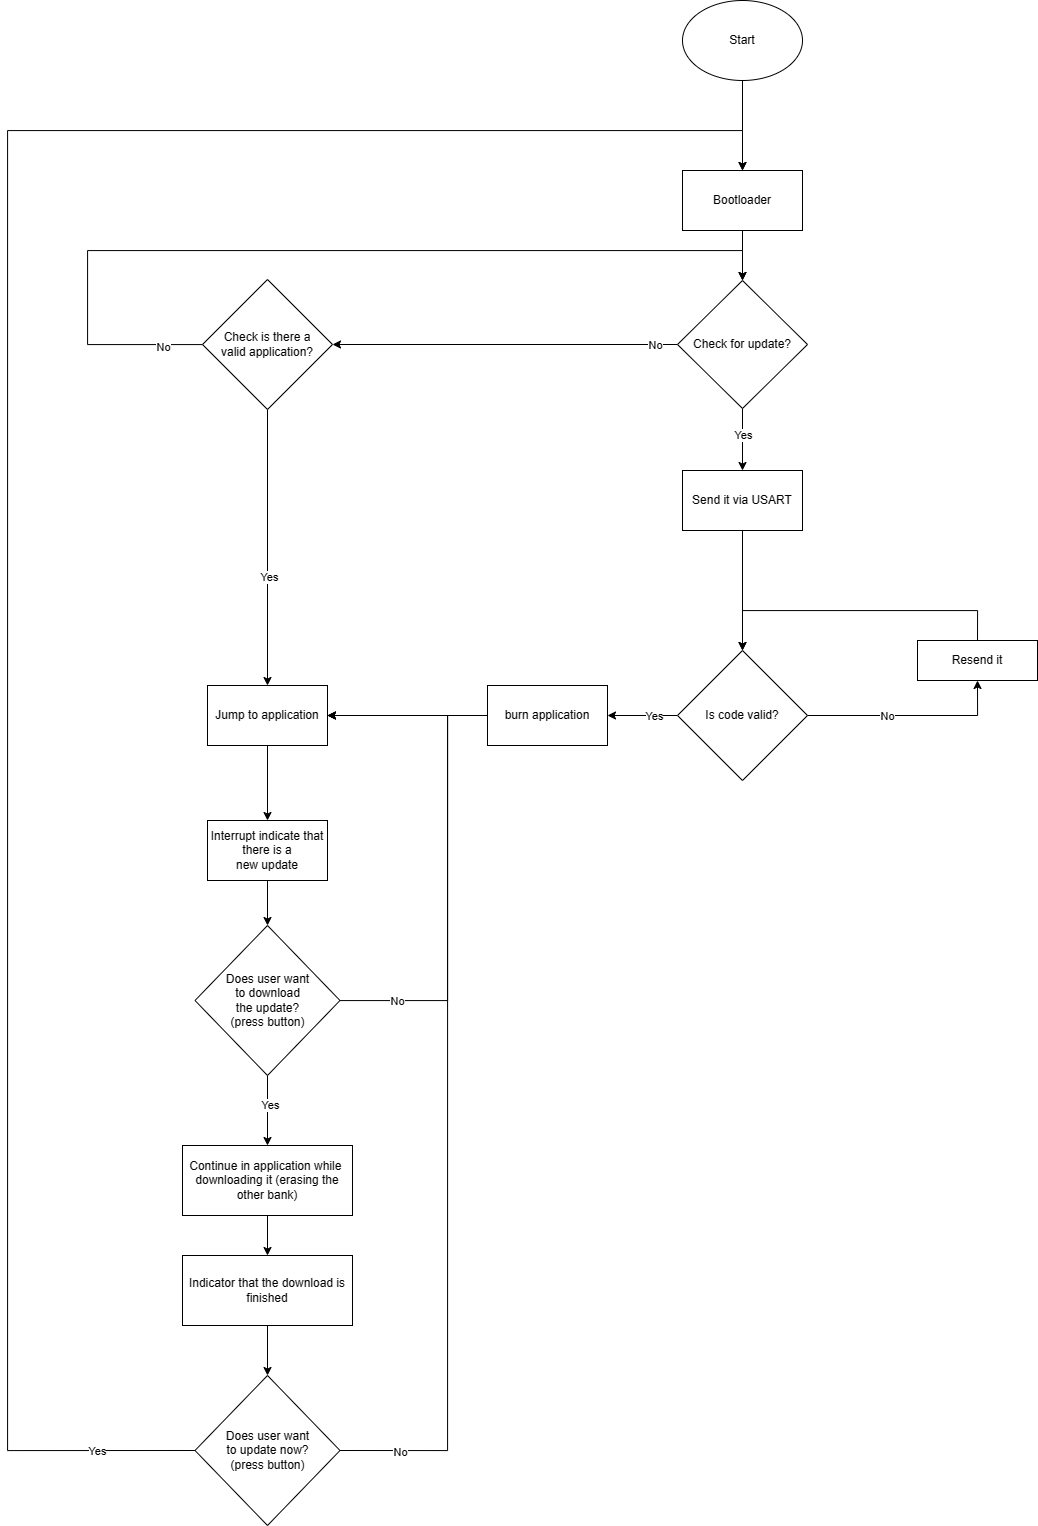 Start
Bootloader
Check is there a
valid application?
No
No
Check for update?
Yes
Send it via USART
Yes
Resend it
Jump to application
burn application
Yes
Is code valid?
No
Interrupt indicate that
there is a
new update
Does user want
to download
the update?
(press button)
No
Yes
Continue in application while
downloading it (erasing the
other bank)
Indicator that the download is
finished
Does user want
to update now?
(press button)
Yes
No